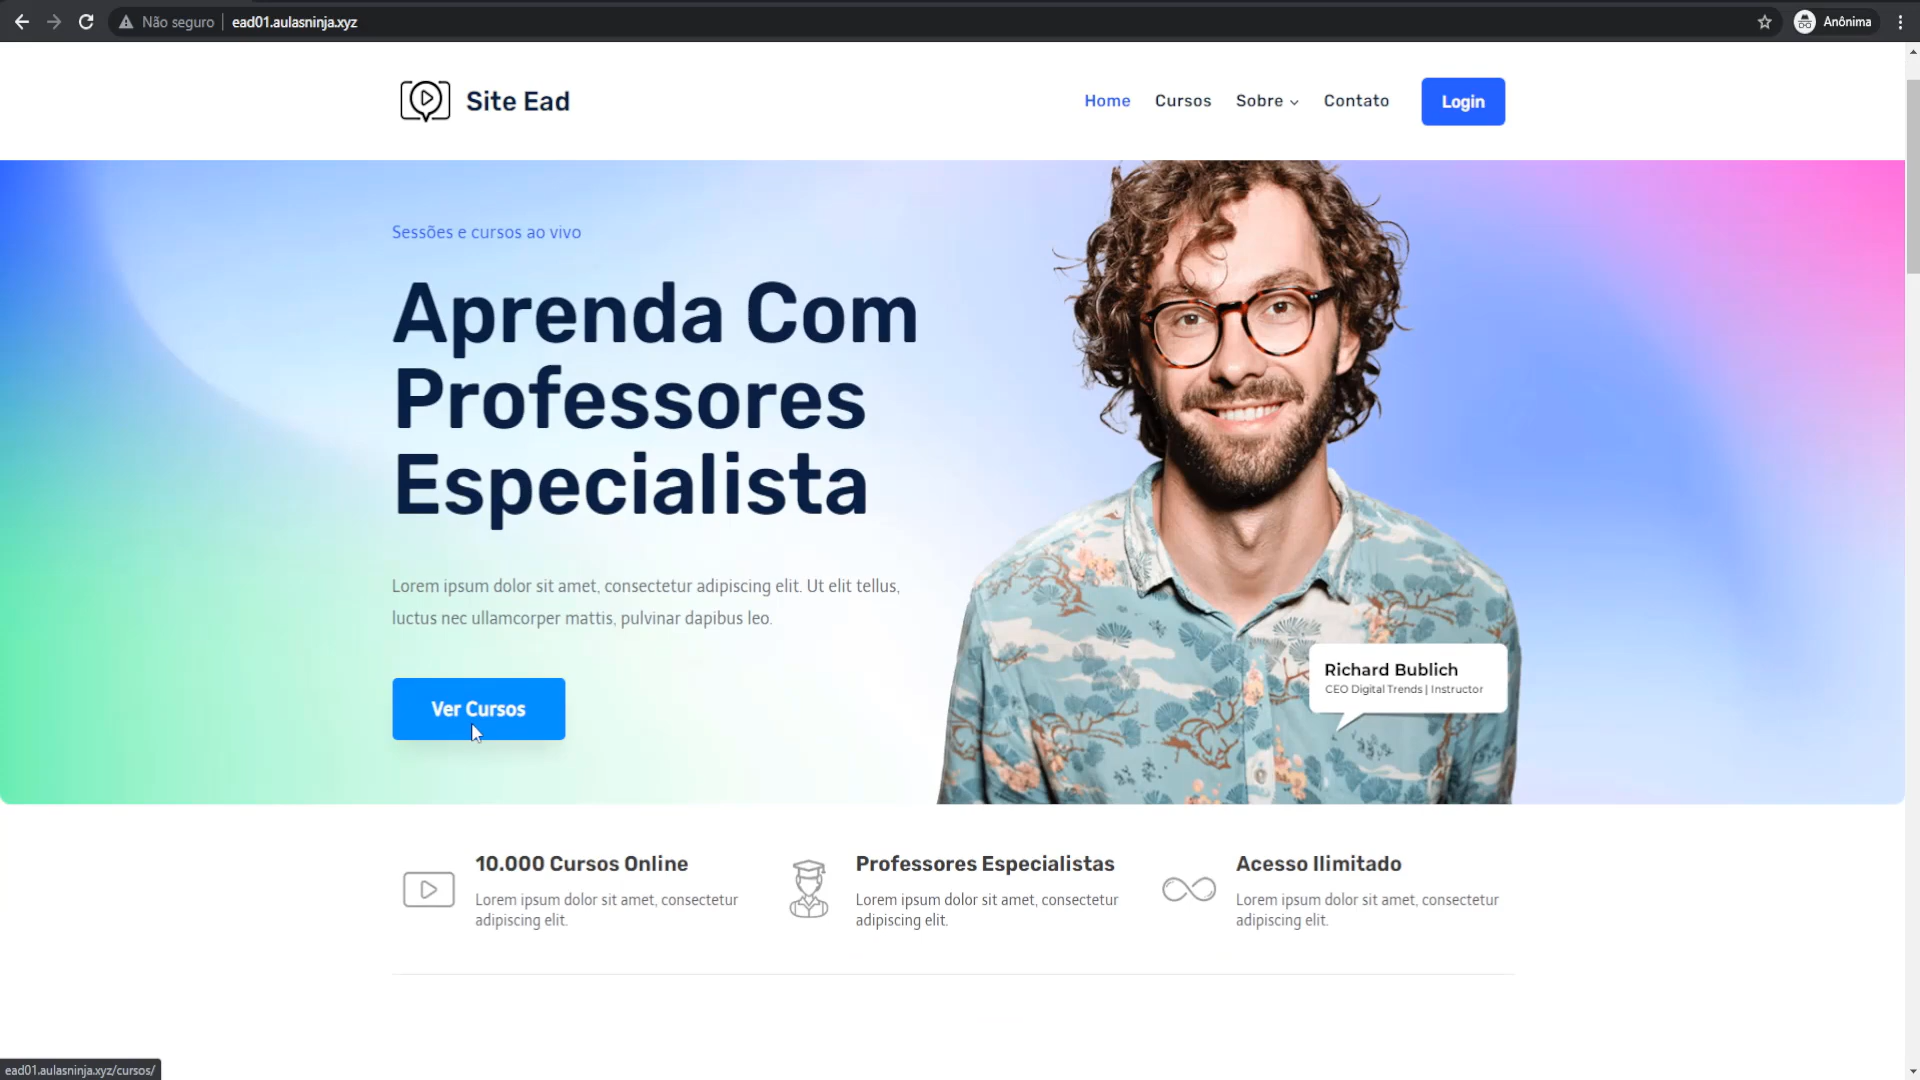 Não seguro
ead01.aulasninja.xyz
Anônima
Site Ead
Home
Cursos
Sobre
Contato
Login
Sessões e cursos ao vivo
Aprenda Com
Professores
Especialista
Lorem ipsum dolor sit amet, consectetur adipiscing elit. Ut elit tellus,
luctus nec ullamcorper mattis, pulvinar dapibus leo.
Ver Cursos
Richard Bublich
CEO Digital Trends | Instructor
10.000 Cursos Online
Lorem ipsum dolor sit amet, consectetur
adipiscing elit.
Professores Especialistas
Lorem ipsum dolor sit amet, consectetur
adipiscing elit.
Acesso Ilimitado
Lorem ipsum dolor sit amet, consectetur
adipiscing elit.
ead01.aulasninja.xyz/cursos/